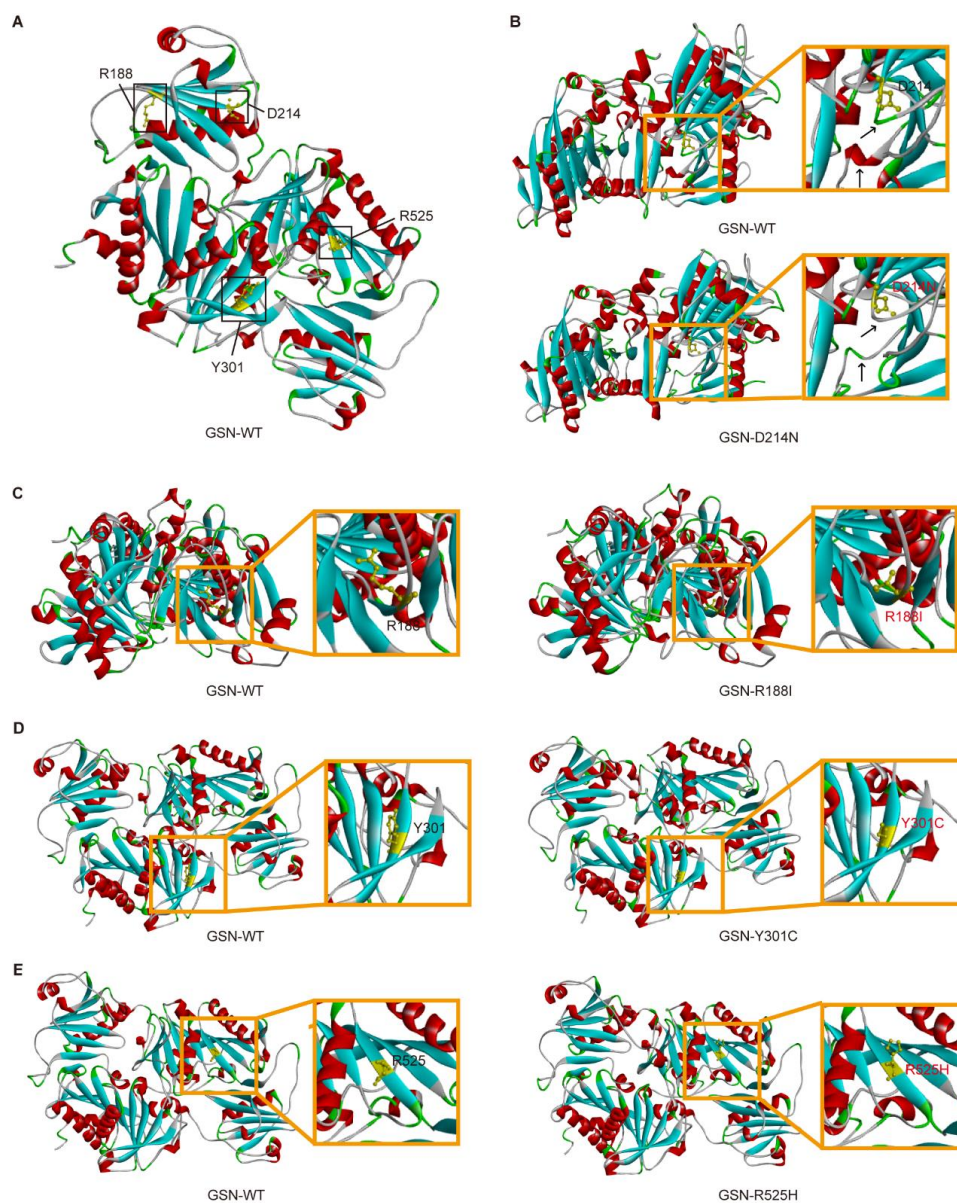 A
R188
D214
R525
Y301
GSN-WT
B
D214
GSN-WT
D214N
GSN-D214N
C
R188
GSN-WT
R188I
GSN-R188I
D
Y301
GSN-WT
Y301C
GSN-Y301C
E
R525
GSN-WT
R525H
GSN-R525H